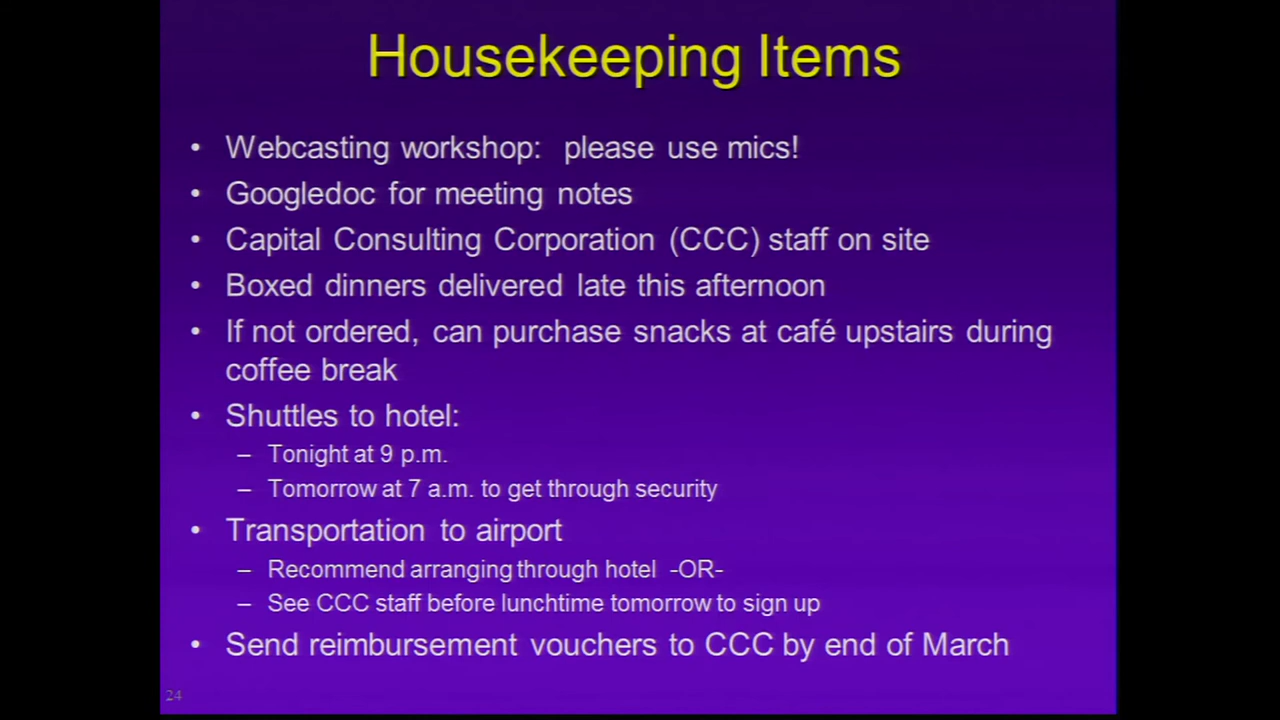 Housekeeping Items
• Webcasting workshop: please use mics!
• Googledoc for meeting notes
• Capital Consulting Corporation (CCC) staff on site
• Boxed dinners delivered late this afternoon
• If not ordered, can purchase snacks at café upstairs during
coffee break
• Shuttles to hotel:
– Tonight at 9 p.m.
– Tomorrow at 7 a.m. to get through security
• Transportation to airport
– Recommend arranging through hotel -OR-
– See CCC staff before lunchtime tomorrow to sign up
• Send reimbursement vouchers to CCC by end of March
24